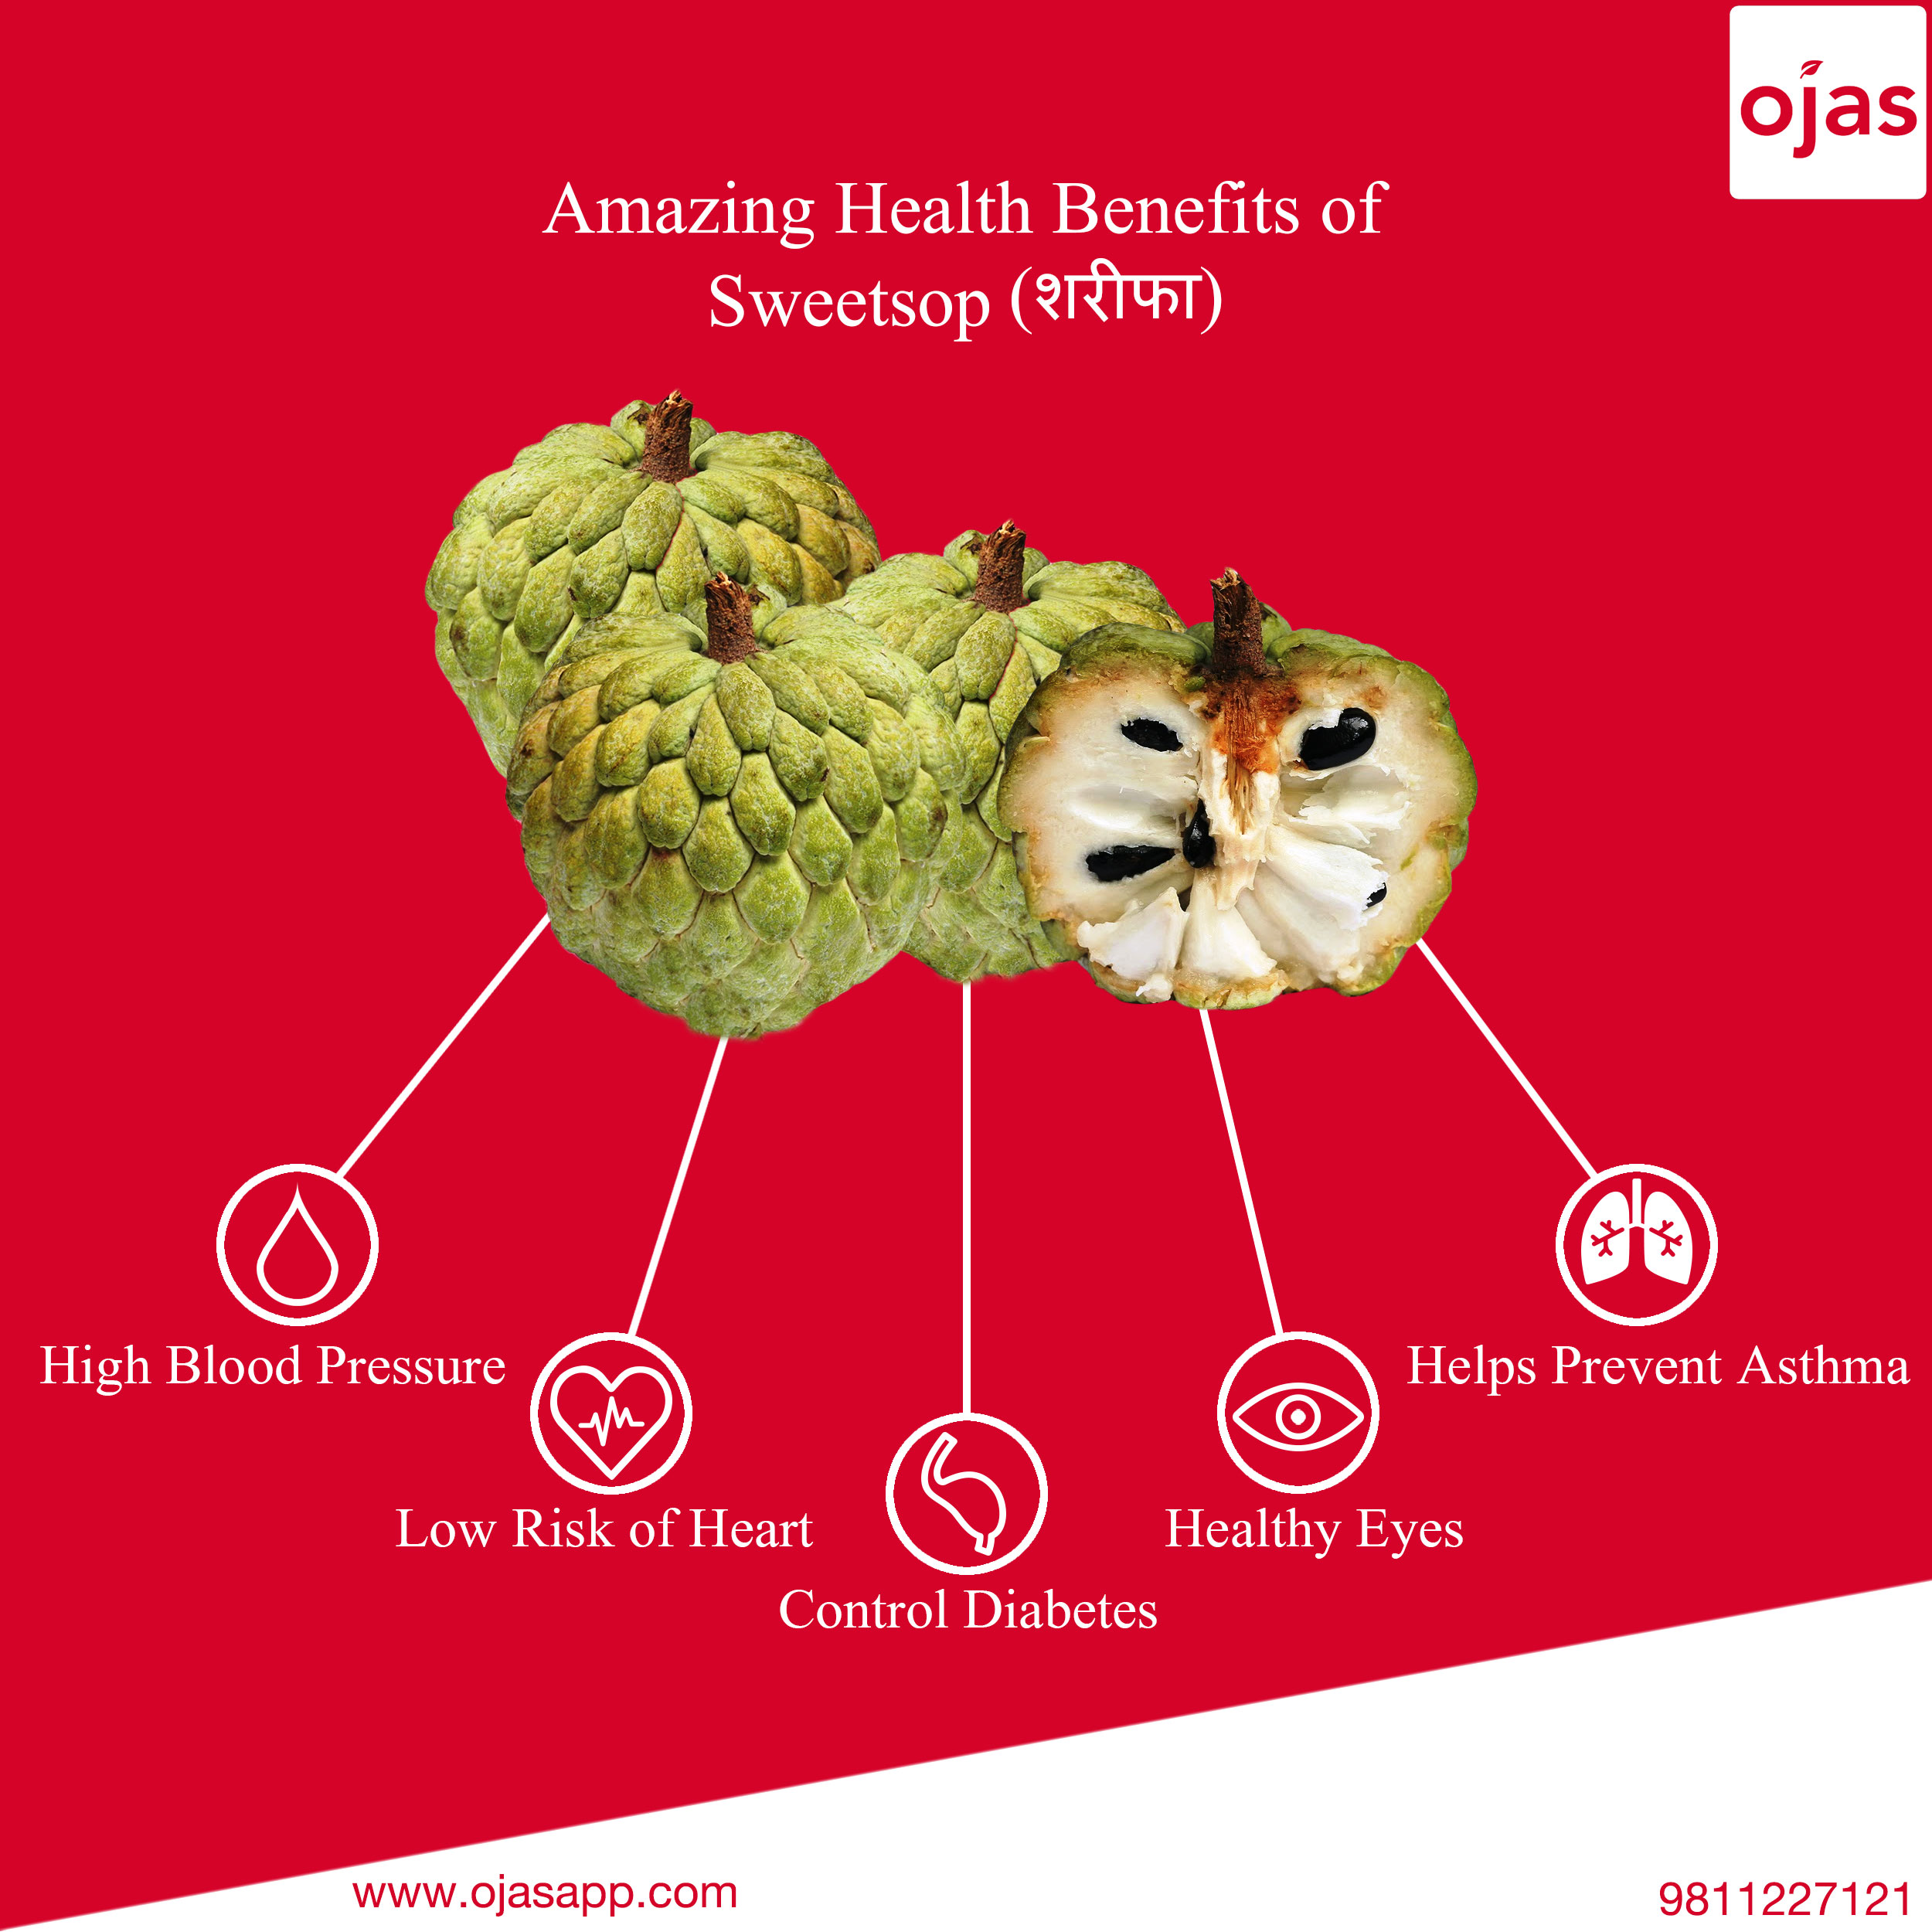 ojas
Amazing Health Benefits of
Sweetsop (शरीफा)
High Blood Pressure
Helps Prevent Asthma
Low Risk of Heart
Healthy Eyes
Control Diabetes
www.ojasapp.com
9811227121